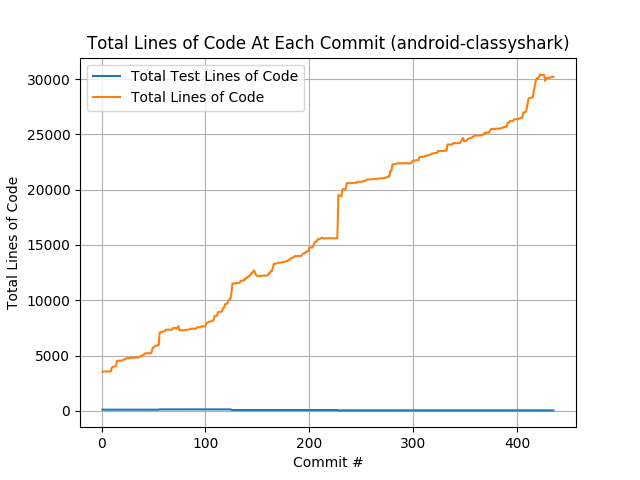 Total Lines of Code At Each Commit (android-classyshark)
Total Test Lines of Code
Total Lines of Code
Total Lines of Code
30000
25000
20000
15000
10000
5000
0
0
100
200
300
400
Commit #